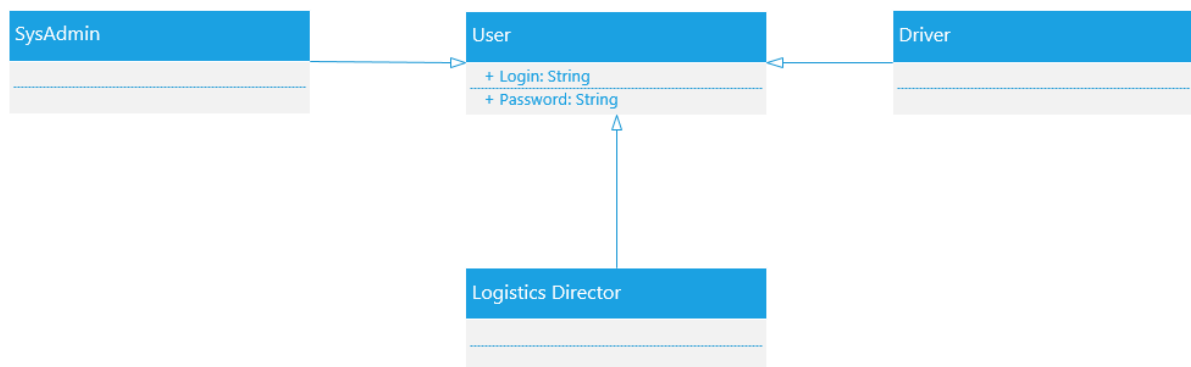 SysAdmin
User
Driver
+ Login: String
+ Password: String
Logistics Director